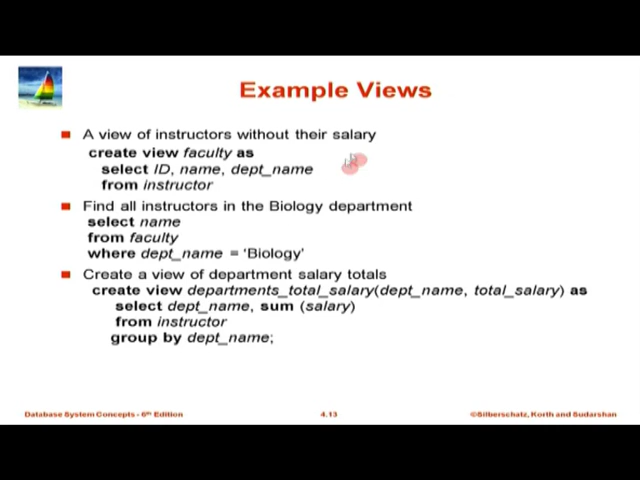 Example Views
A view of instructors without their salary
create view faculty as
select ID, name, dept_name
from instructor
Find all instructors in the Biology department
select name
from faculty
where dept_name = 'Biology'
Create a view of department salary totals
create view departments_total_salary(dept_name, total_salary) as
select dept_name, sum (salary)
from instructor
group by dept_name;
Database System Concepts - 6th Edition
4.13
©Silberschatz, Korth and Sudarshan